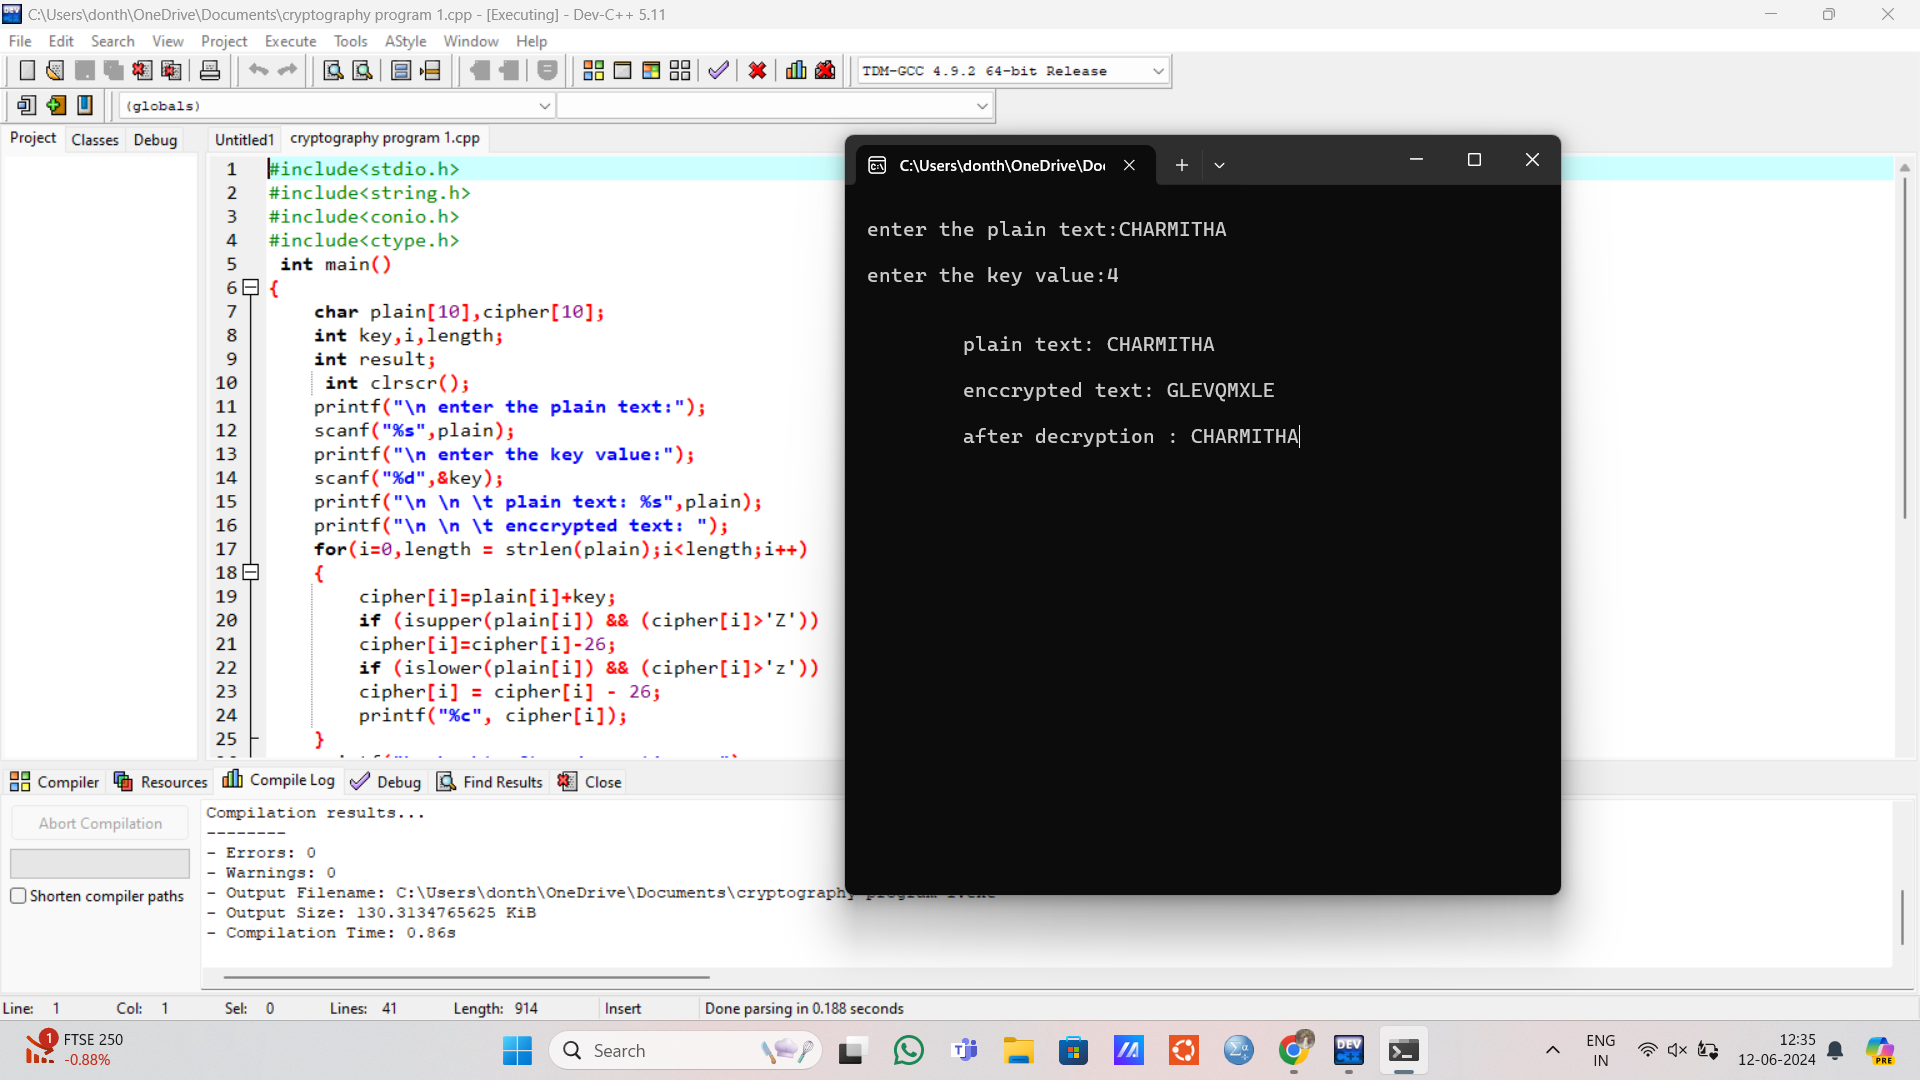 C:\Users\donth\OneDrive\Documents\cryptography program 1.cpp - [Executing] - Dev-C++ 5.11
File Edit Search View Project Execute Tools AStyle Window Help
TDM-GCC 4.9.2 64-bit Release
(globals)
Project Classes Debug
Untitled1 cryptography program 1.cpp
1 #include<stdio.h>
2 #include<string.h>
3 #include<conio.h>
4 #include<ctype.h>
5 int main()
6 {
7 char plain[10],cipher[10];
8 int key,i,length;
9 int result;
10 int clrscr();
11 printf("\n enter the plain text:");
12 scanf("%s",plain);
13 printf("\n enter the key value:");
14 scanf("%d",&key);
15 printf("\n \n \t plain text: %s",plain);
16 printf("\n \n \t enccrypted text: ");
17 for(i=0,length = strlen(plain);i<length;i++)
18 {
19 cipher[i]=plain[i]+key;
20 if (isupper(plain[i]) && (cipher[i]>'Z'))
21 cipher[i]=cipher[i]-26;
22 if (islower(plain[i]) && (cipher[i]>'z'))
23 cipher[i] = cipher[i] - 26;
24 printf("%c", cipher[i]);
25 }
C:\Users\donth\OneDrive\Doc
enter the plain text:CHARMITHA
enter the key value:4
plain text: CHARMITHA
enccrypted text: GLEVQMXLE
after decryption : CHARMITHA
Compiler Resources Compile Log Debug Find Results Close
Abort Compilation
Shorten compiler paths
Compilation results...
--------
- Errors: 0
- Warnings: 0
- Output Filename: C:\Users\donth\OneDrive\Documents\cryptography program 1.exe
- Output Size: 130.3134765625 KiB
- Compilation Time: 0.86s
Line: 1 Col: 1 Sel: 0 Lines: 41 Length: 914 Insert Done parsing in 0.188 seconds
1
FTSE 250
-0.88%
Search
DEV
C++
ENG
IN
12:35
12-06-2024
PRE